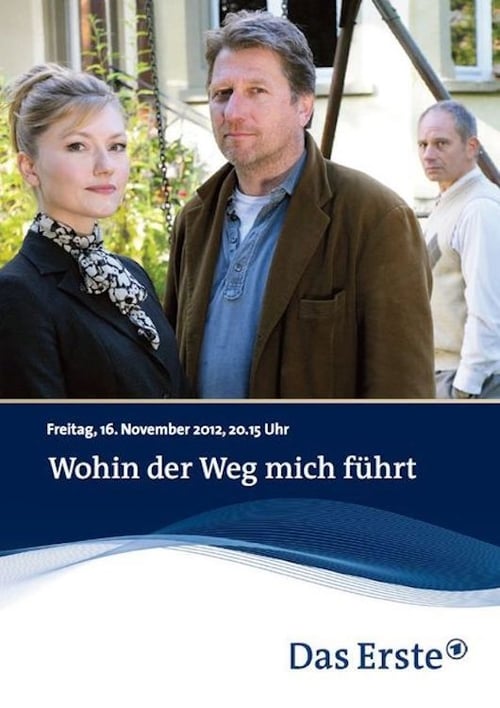 Freitag, 16. November 2012, 20.15 Uhr
Wohin der Weg mich führt
Das Erste